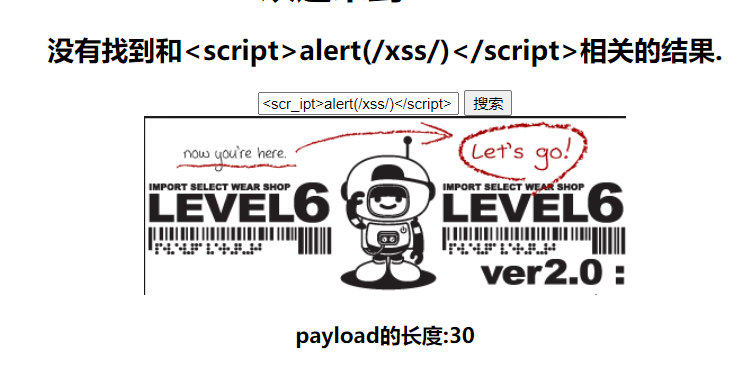 没有找到和<script>alert(/xss/)</script>相关的结果.
<scr_ipt>alert(/xss/)</script> 搜索
now you're here. Let's go!
IMPORT SELECT WEAR SHOP IMPORT SELECT WEAR SHOP
LEVEL6 LEVEL6
ver2.0 :
payload的长度:30